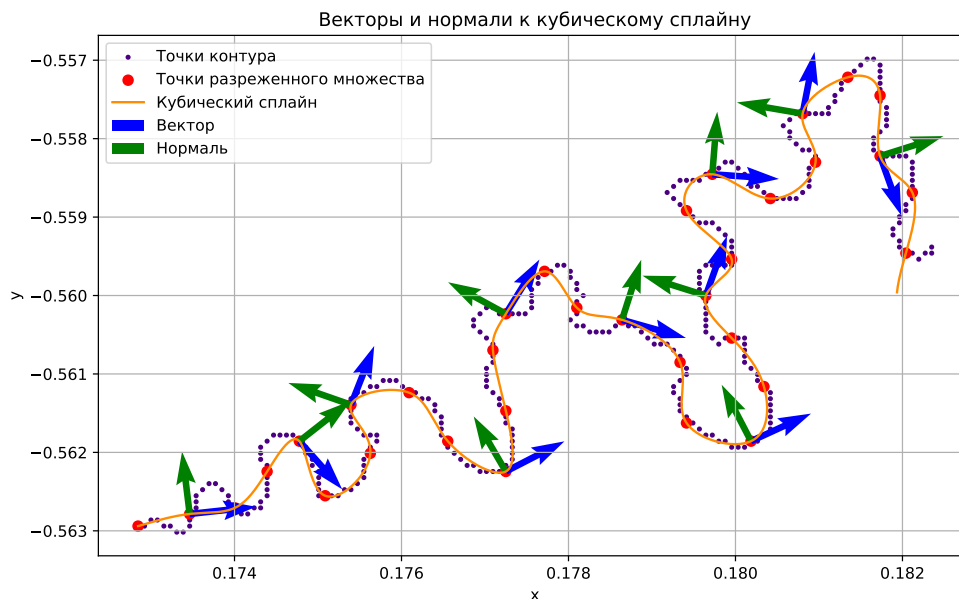 Векторы и нормали к кубическому сплайну
Точки контура
Точки разреженного множества
Кубический сплайн
Вектор
Нормаль
−0.557
−0.558
−0.559
−0.560
−0.561
−0.562
−0.563
y
0.174
0.176
0.178
0.180
0.182
x